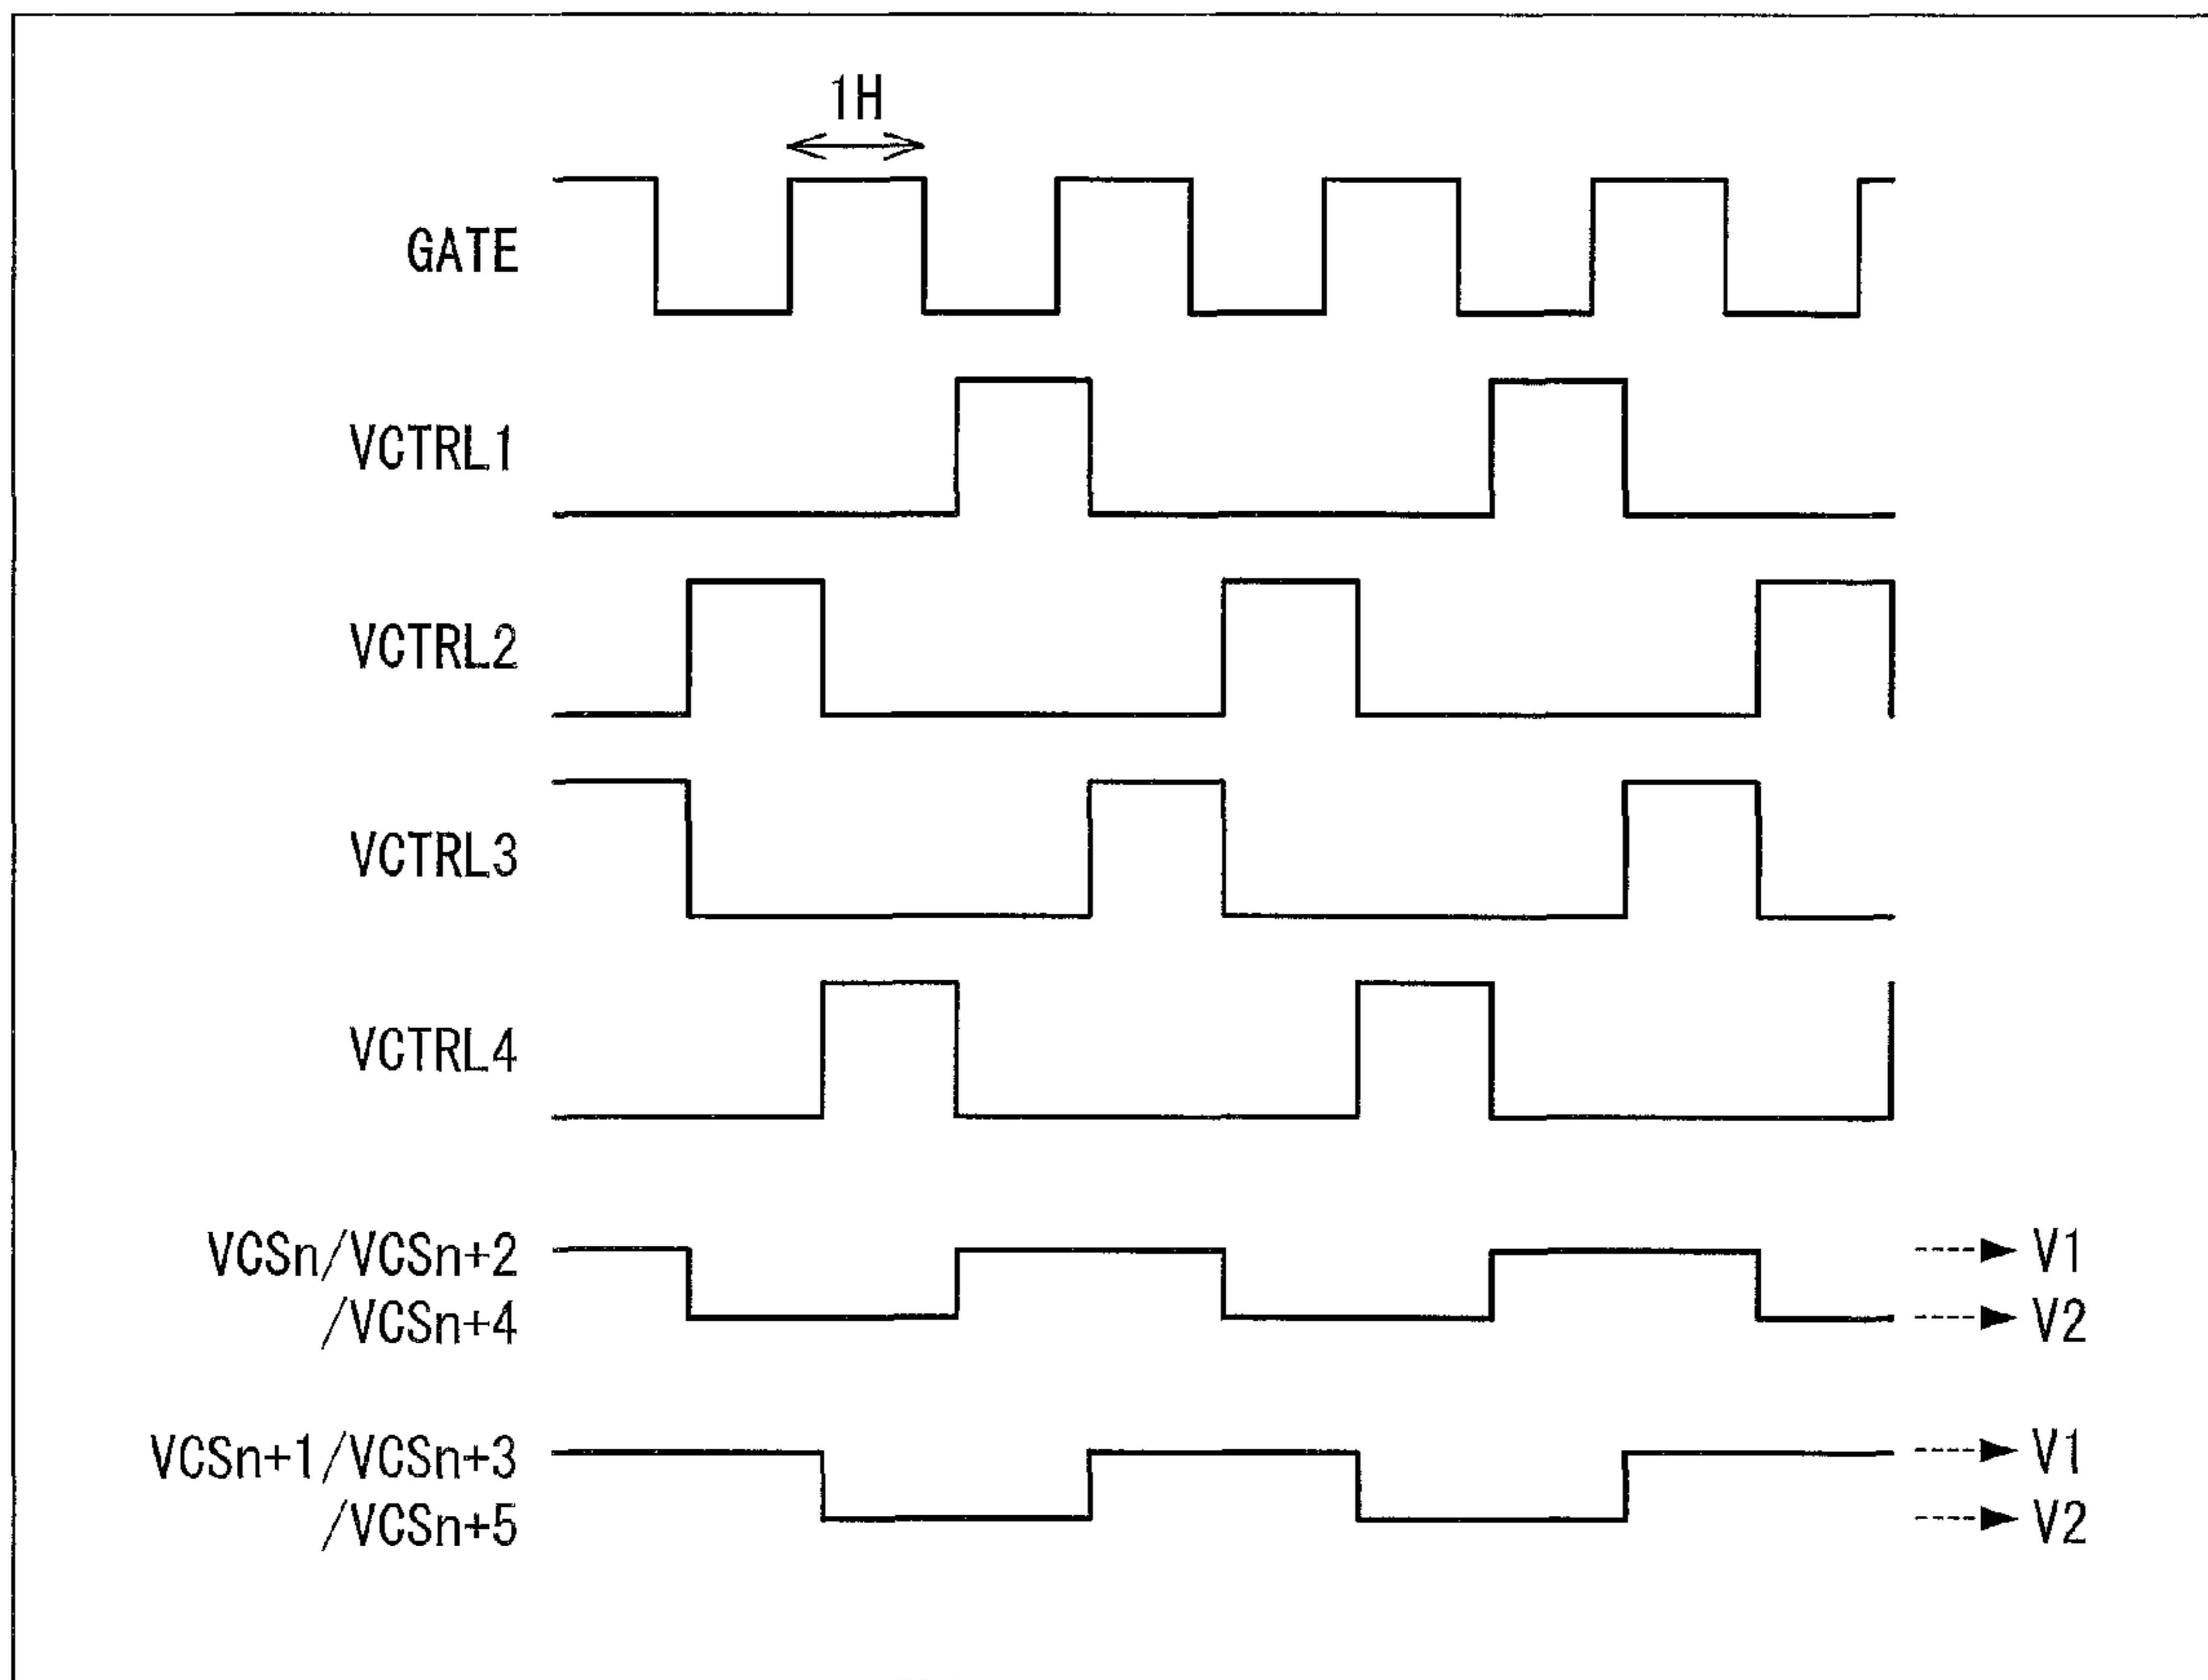 1H
GATE
VCTRL1
VCTRL2
VCTRL3
VCTRL4
VCSn/VCSn+2
/VCSn+4
V1
V2
VCSn+1/VCSn+3
/VCSn+5
V1
V2